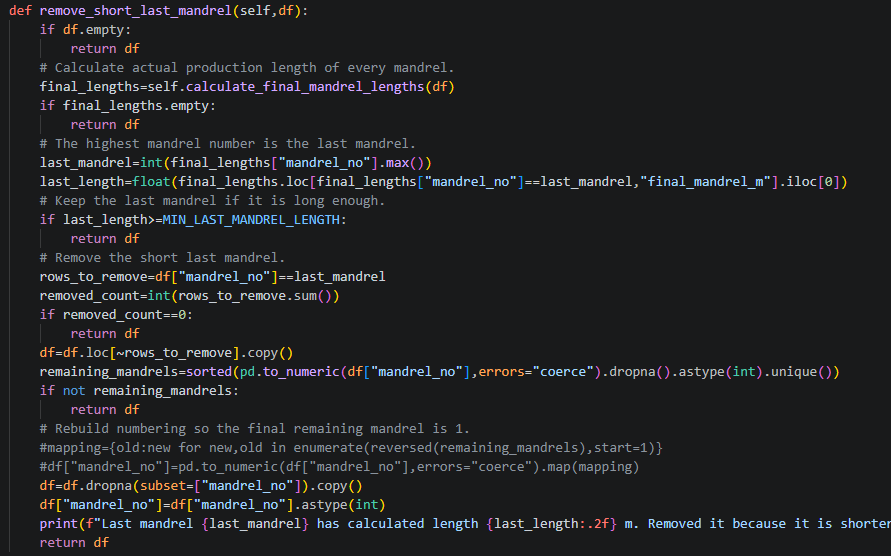 def remove_short_last_mandrel(self,df):
    if df.empty:
        return df
    # Calculate actual production length of every mandrel.
    final_lengths=self.calculate_final_mandrel_lengths(df)
    if final_lengths.empty:
        return df
    # The highest mandrel number is the last mandrel.
    last_mandrel=int(final_lengths["mandrel_no"].max())
    last_length=float(final_lengths.loc[final_lengths["mandrel_no"]==last_mandrel,"final_mandrel_m"].iloc[0])
    # Keep the last mandrel if it is long enough.
    if last_length>=MIN_LAST_MANDREL_LENGTH:
        return df
    # Remove the short last mandrel.
    rows_to_remove=df["mandrel_no"]==last_mandrel
    removed_count=int(rows_to_remove.sum())
    if removed_count==0:
        return df
    df=df.loc[~rows_to_remove].copy()
    remaining_mandrels=sorted(pd.to_numeric(df["mandrel_no"],errors="coerce").dropna().astype(int).unique())
    if not remaining_mandrels:
        return df
    # Rebuild numbering so the final remaining mandrel is 1.
    #mapping={old:new for new,old in enumerate(reversed(remaining_mandrels),start=1)}
    #df["mandrel_no"]=pd.to_numeric(df["mandrel_no"],errors="coerce").map(mapping)
    df=df.dropna(subset=["mandrel_no"]).copy()
    df["mandrel_no"]=df["mandrel_no"].astype(int)
    print(f"Last mandrel {last_mandrel} has calculated length {last_length:.2f} m. Removed it because it is shorter
    return df